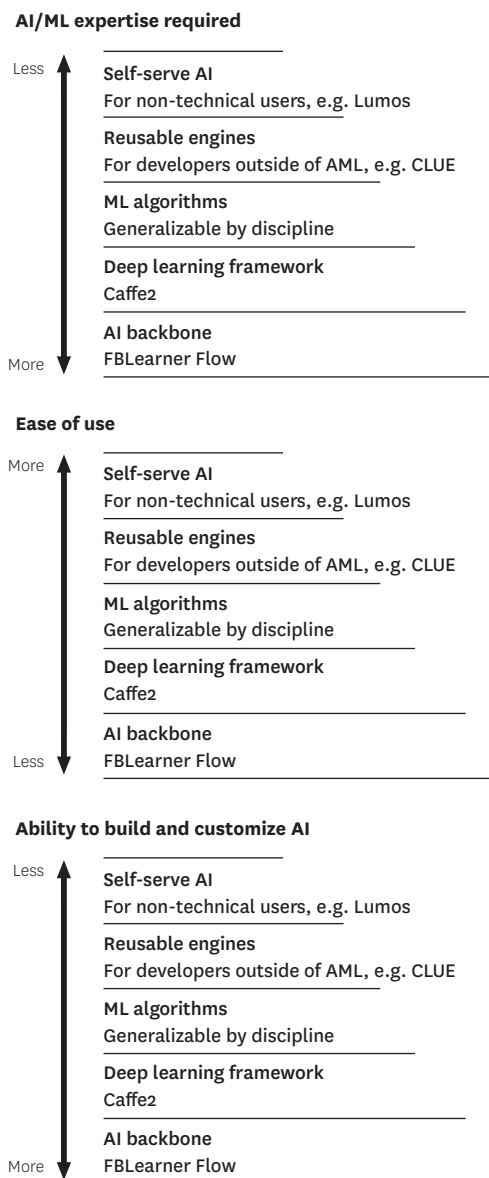 AI/ML expertise required
Less
Self-serve AI
For non-technical users, e.g. Lumos
Reusable engines
For developers outside of AML, e.g. CLUE
ML algorithms
Generalizable by discipline
Deep learning framework
Caffe2
AI backbone
More
FBLearner Flow
Ease of use
More
Self-serve AI
For non-technical users, e.g. Lumos
Reusable engines
For developers outside of AML, e.g. CLUE
ML algorithms
Generalizable by discipline
Deep learning framework
Caffe2
AI backbone
Less
FBLearner Flow
Ability to build and customize AI
Less
Self-serve AI
For non-technical users, e.g. Lumos
Reusable engines
For developers outside of AML, e.g. CLUE
ML algorithms
Generalizable by discipline
Deep learning framework
Caffe2
AI backbone
More
FBLearner Flow